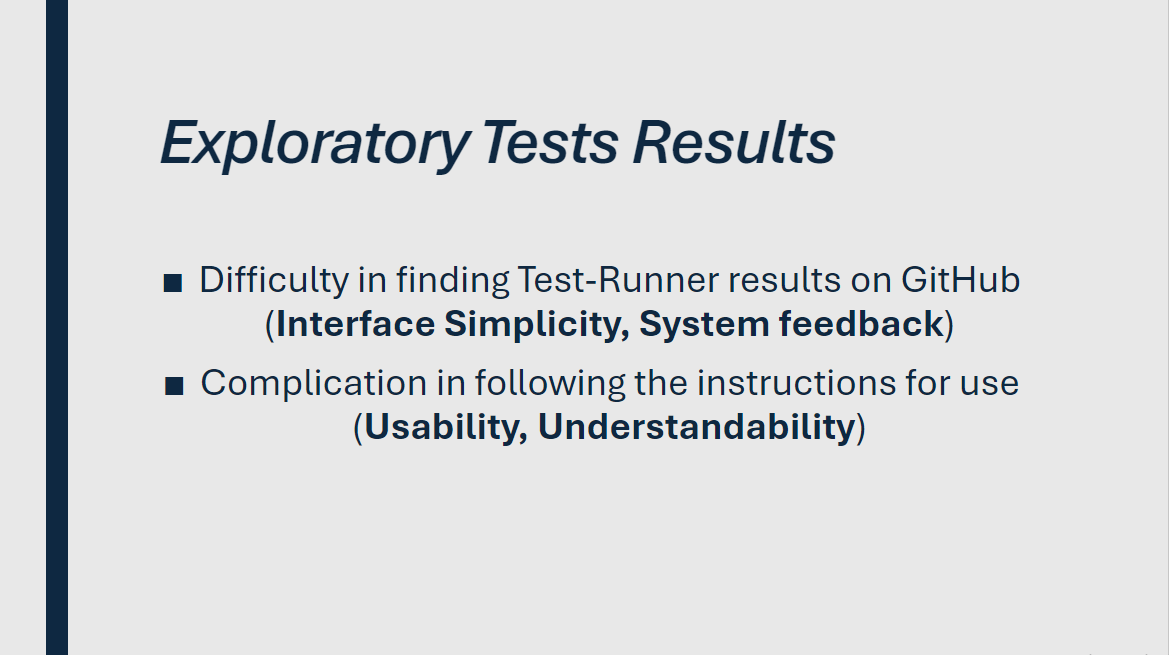 Exploratory Tests Results
▪ Difficulty in finding Test-Runner results on GitHub
(Interface Simplicity, System feedback)
▪ Complication in following the instructions for use
(Usability, Understandability)